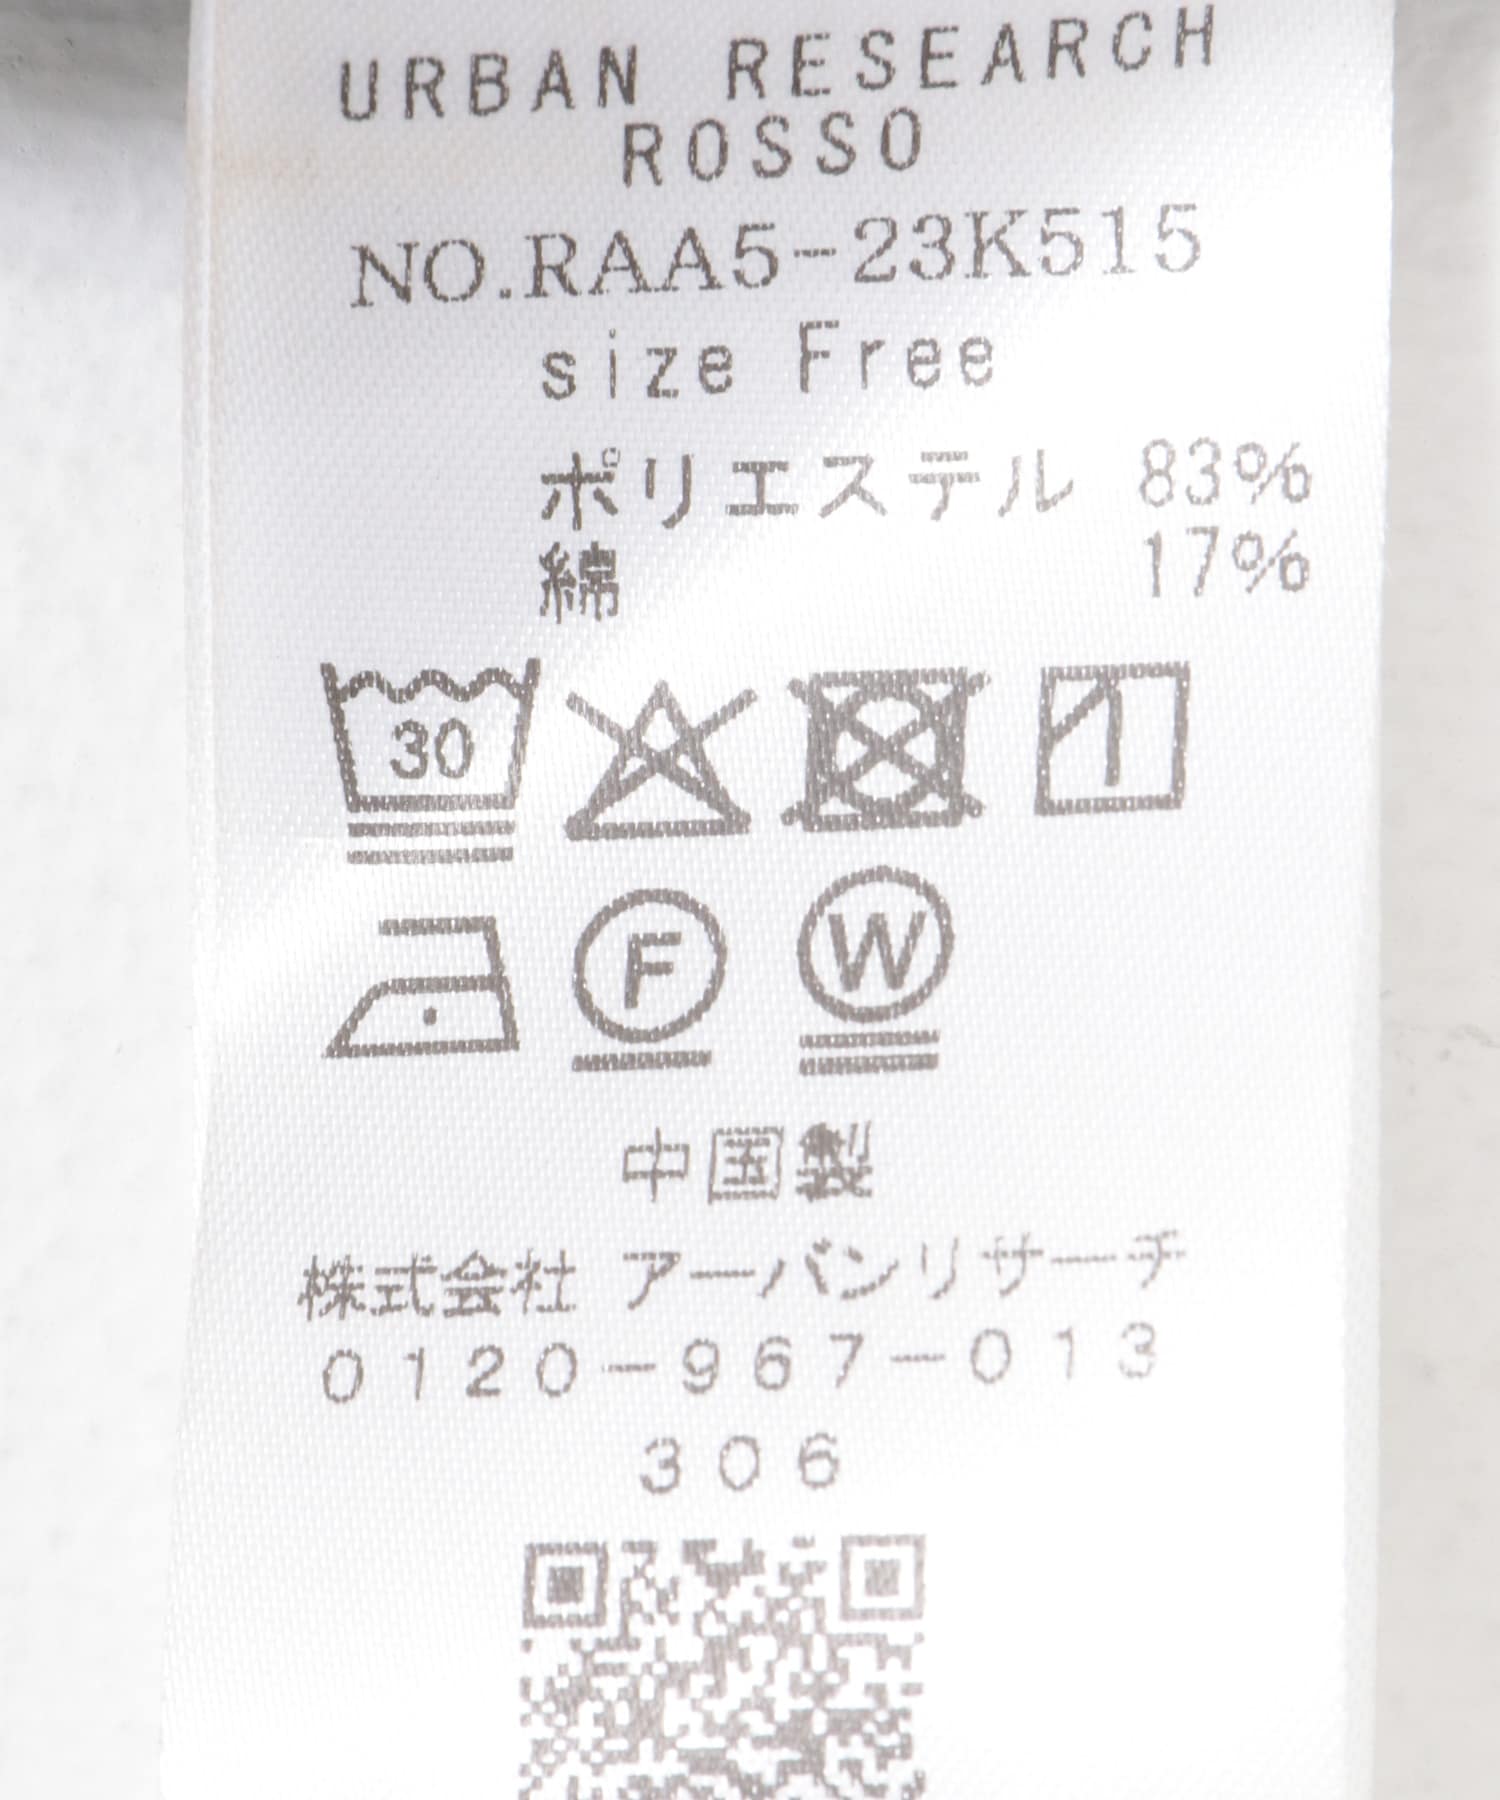 URBAN RESEARCH
ROSSO
NO.RAA5-23K515
size Free
ポリエステル 83%
綿 17%
30
F W
中国製
株式会社 アーバンリサーチ
0120-967-013
306